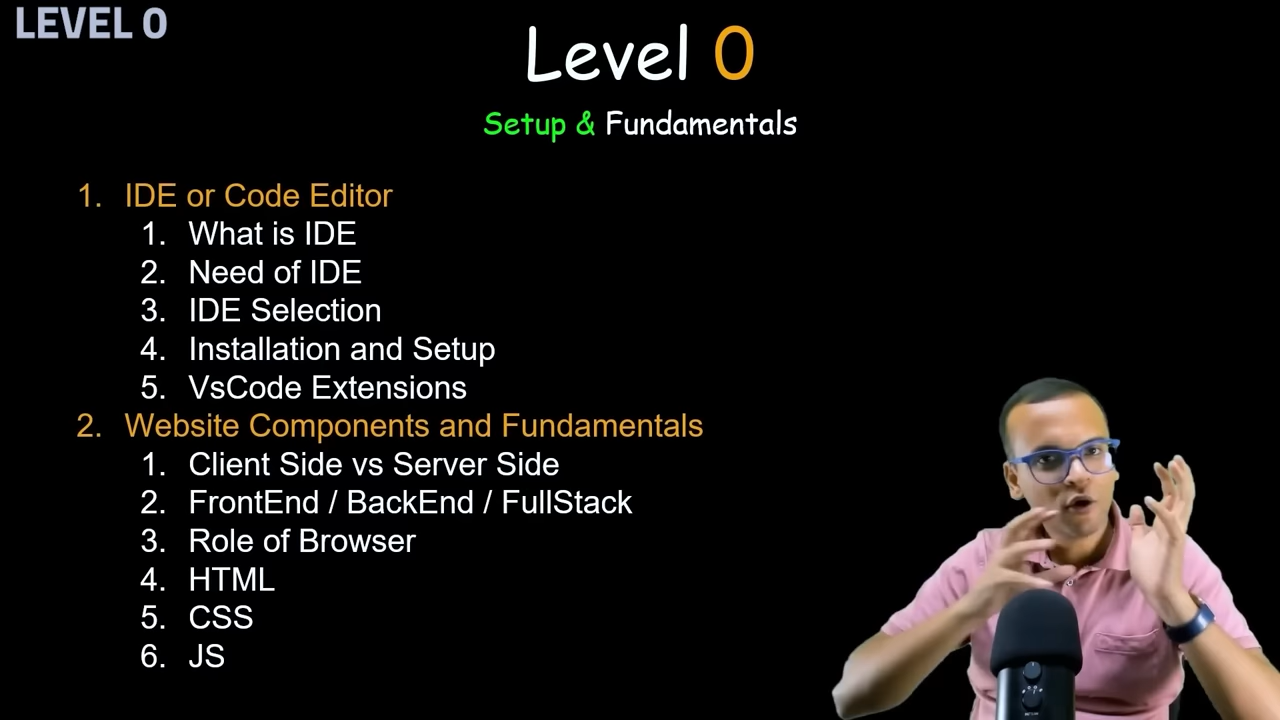 LEVEL 0
Level 0
Setup & Fundamentals
1. IDE or Code Editor
1. What is IDE
2. Need of IDE
3. IDE Selection
4. Installation and Setup
5. VsCode Extensions
2. Website Components and Fundamentals
1. Client Side vs Server Side
2. FrontEnd / BackEnd / FullStack
3. Role of Browser
4. HTML
5. CSS
6. JS